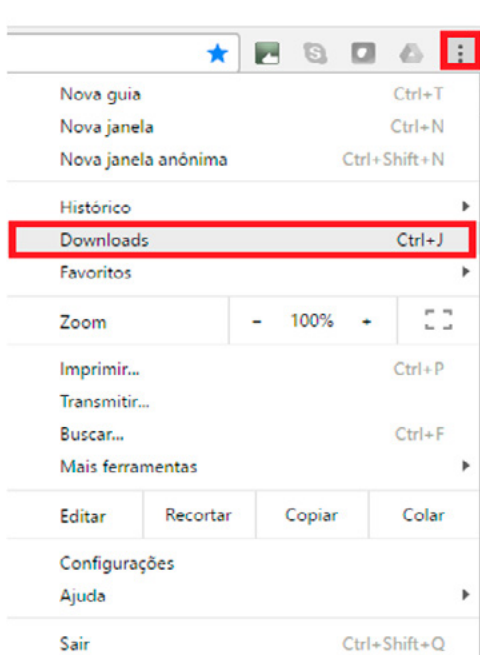 Nova guia Ctrl+T
Nova janela Ctrl+N
Nova janela anônima Ctrl+Shift+N
Histórico
Downloads Ctrl+J
Favoritos
Zoom - 100% +
Imprimir... Ctrl+P
Transmitir...
Buscar... Ctrl+F
Mais ferramentas
Editar Recortar Copiar Colar
Configurações
Ajuda
Sair Ctrl+Shift+Q